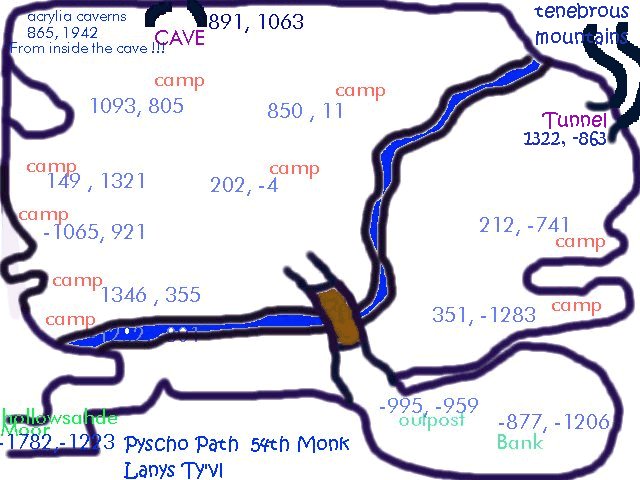 acrylia caverns
865, 1942
From inside the cave !!!
CAVE
891, 1063
tenebrous
mountains
camp
1093, 805
camp
850 , 11
Tunnel
1322, -863
camp
149 , 1321
camp
202, -4
camp
-1065, 921
212, -741
camp
camp
1346 , 355
camp
351, -1283
camp
-995, -959
outpost
-877, -1206
Bank
hollowsahde
Moor
-1782,-1223
Pyscho Path 54th Monk
Lanys Ty'vl